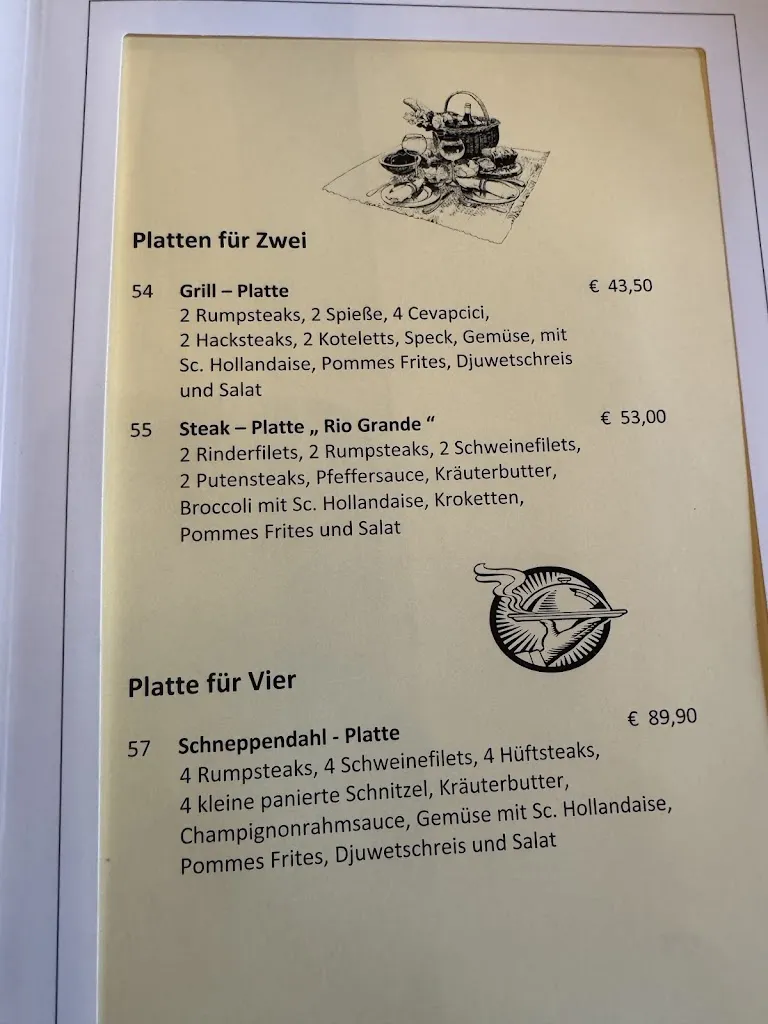 Platten für Zwei
54 Grill – Platte € 43,50
2 Rumpsteaks, 2 Spieße, 4 Cevapcici,
2 Hacksteaks, 2 Koteletts, Speck, Gemüse, mit
Sc. Hollandaise, Pommes Frites, Djuwetschreis
und Salat
55 Steak – Platte „ Rio Grande “ € 53,00
2 Rinderfilets, 2 Rumpsteaks, 2 Schweinefilets,
2 Putensteaks, Pfeffersauce, Kräuterbutter,
Broccoli mit Sc. Hollandaise, Kroketten,
Pommes Frites und Salat
Platte für Vier
57 Schneppendahl - Platte € 89,90
4 Rumpsteaks, 4 Schweinefilets, 4 Hüftsteaks,
4 kleine panierte Schnitzel, Kräuterbutter,
Champignonrahmsauce, Gemüse mit Sc. Hollandaise,
Pommes Frites, Djuwetschreis und Salat